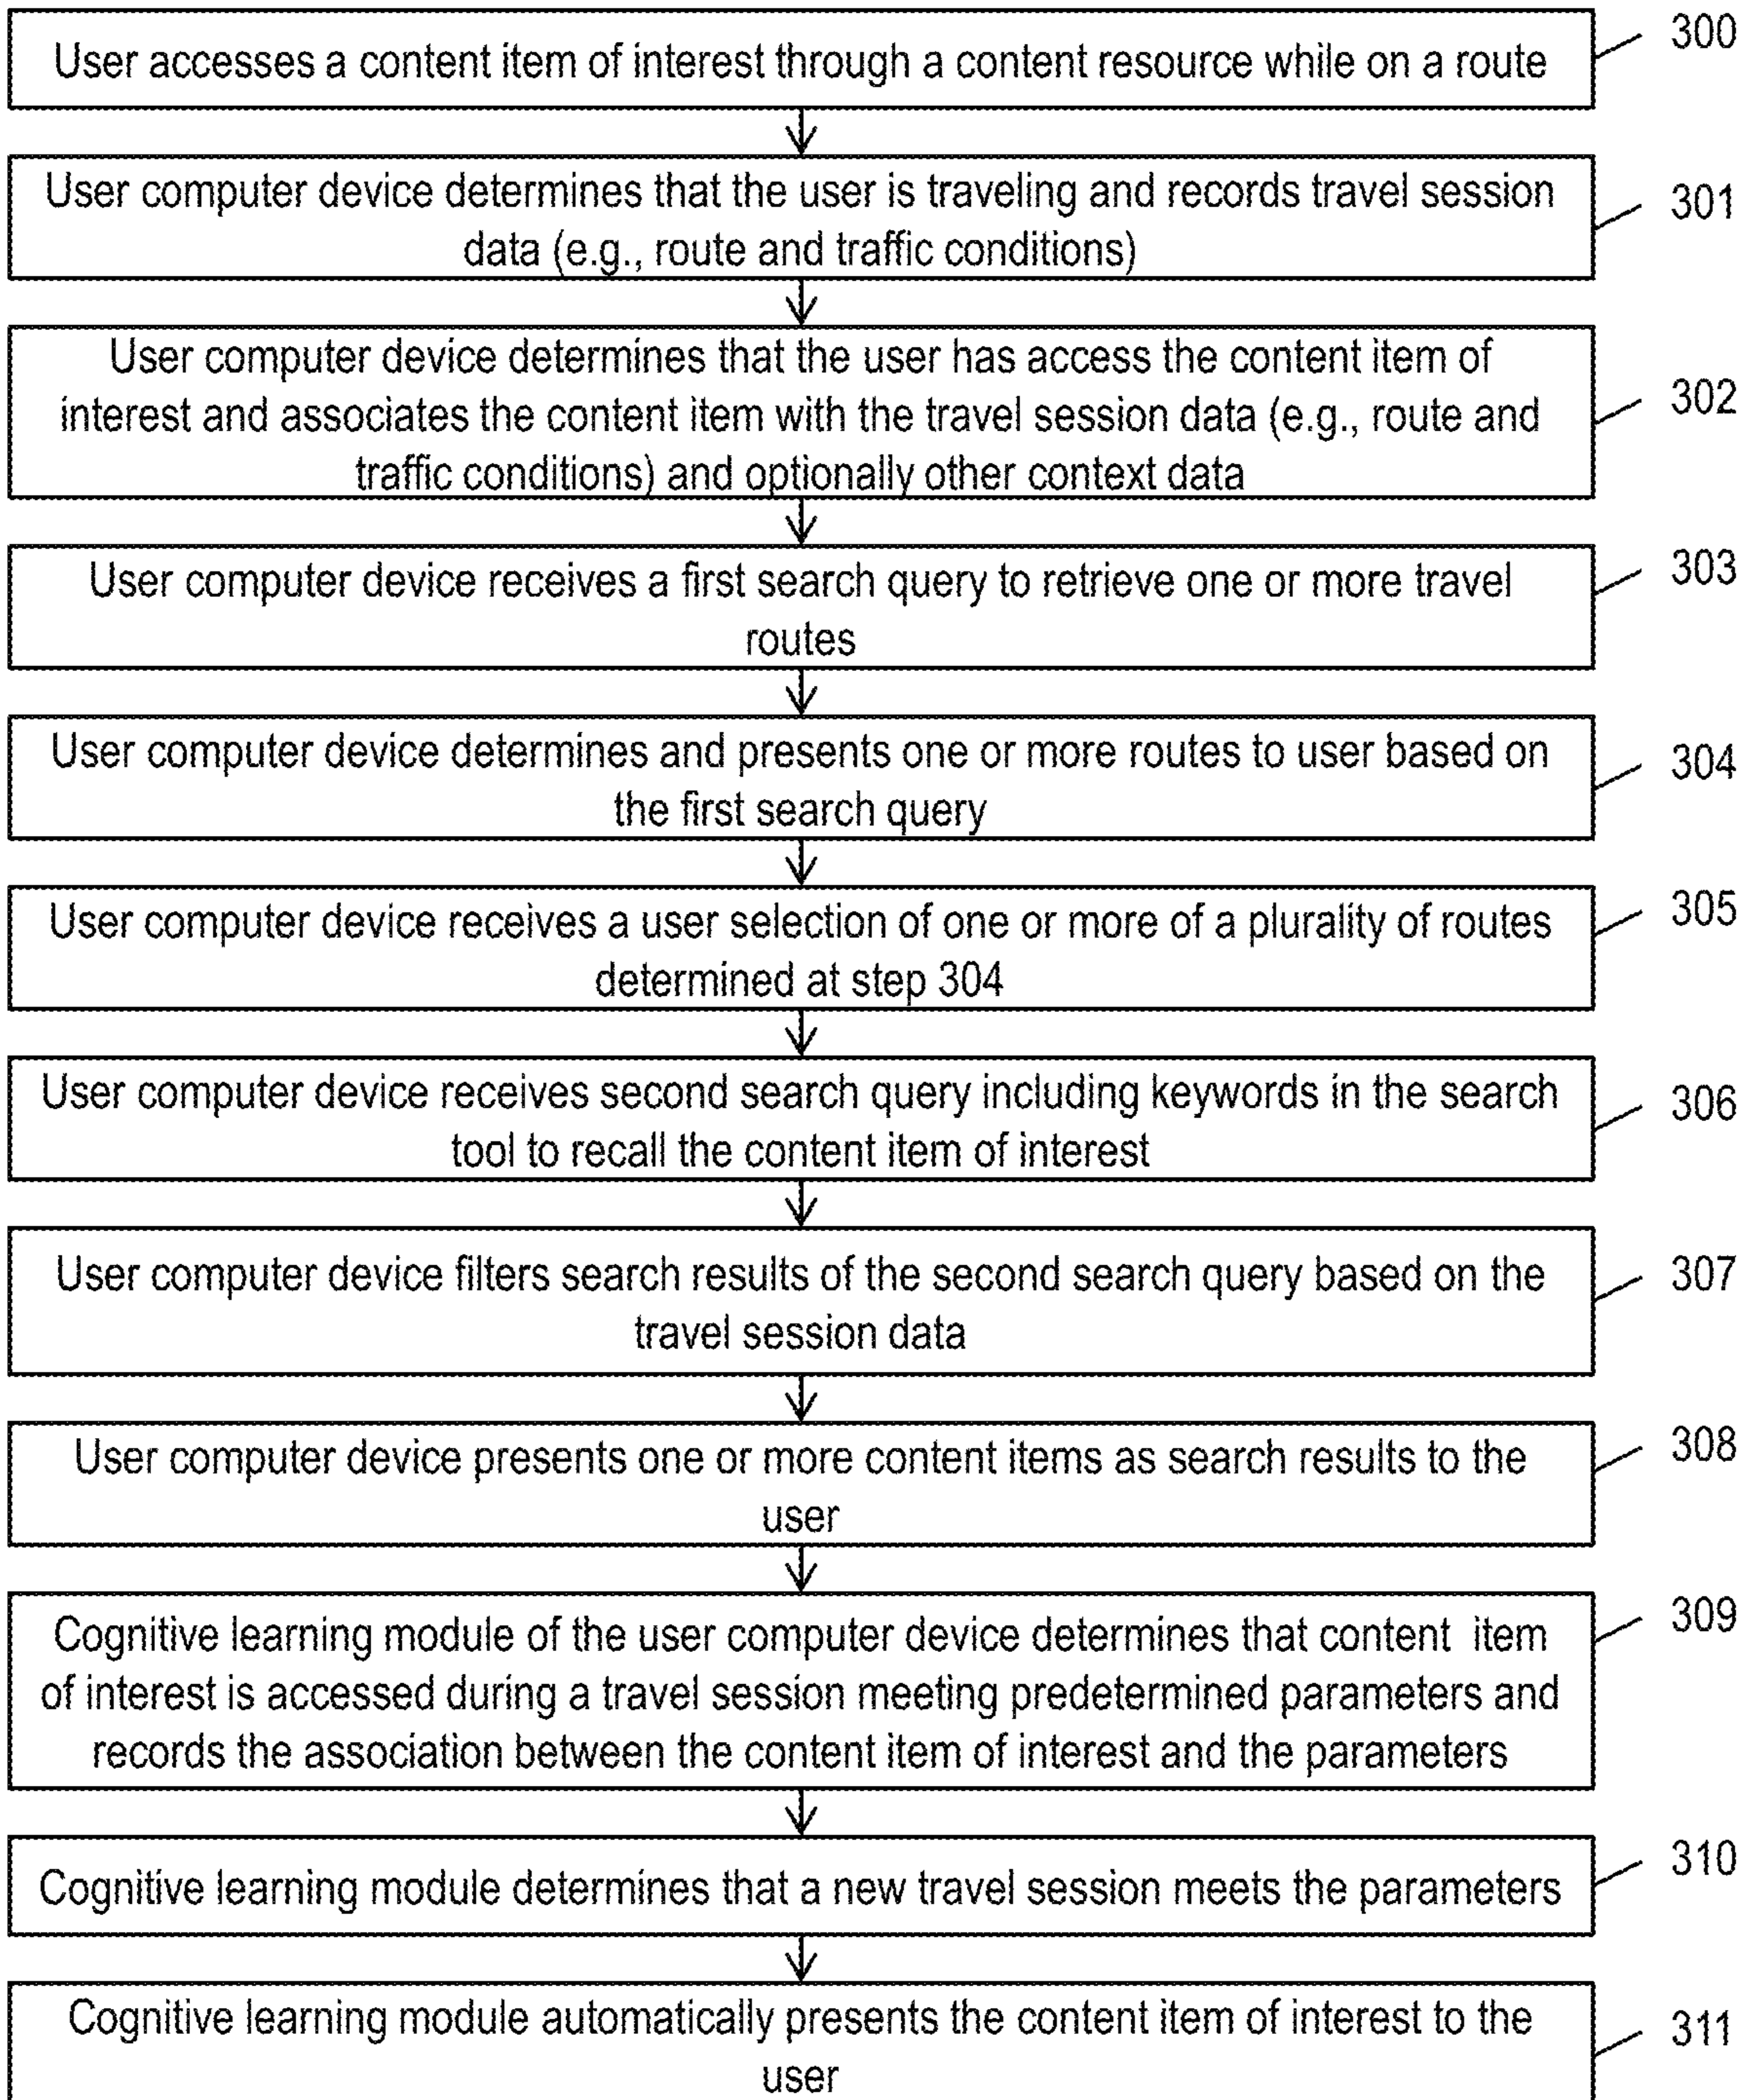 User accesses a content item of interest through a content resource while on a route
300
User computer device determines that the user is traveling and records travel session
data (e.g., route and traffic conditions)
301
User computer device determines that the user has access the content item of
interest and associates the content item with the travel session data (e.g., route and
traffic conditions) and optionally other context data
302
User computer device receives a first search query to retrieve one or more travel
routes
303
User computer device determines and presents one or more routes to user based on
the first search query
304
User computer device receives a user selection of one or more of a plurality of routes
determined at step 304
305
User computer device receives second search query including keywords in the search
tool to recall the content item of interest
306
User computer device filters search results of the second search query based on the
travel session data
307
User computer device presents one or more content items as search results to the
user
308
Cognitive learning module of the user computer device determines that content item
of interest is accessed during a travel session meeting predetermined parameters and
records the association between the content item of interest and the parameters
309
Cognitive learning module determines that a new travel session meets the parameters
310
Cognitive learning module automatically presents the content item of interest to the
user
311